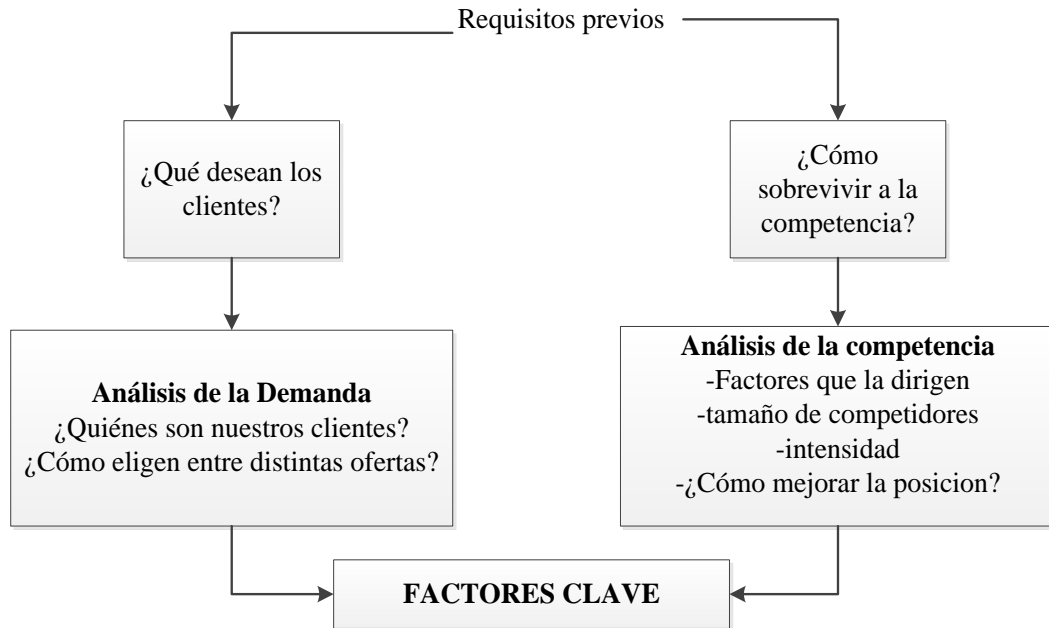 Requisitos previos
¿Qué desean los
clientes?
¿Cómo
sobrevivir a la
competencia?
Análisis de la Demanda
¿Quiénes son nuestros clientes?
¿Cómo eligen entre distintas ofertas?
Análisis de la competencia
-Factores que la dirigen
-tamaño de competidores
-intensidad
-¿Cómo mejorar la posicion?
FACTORES CLAVE